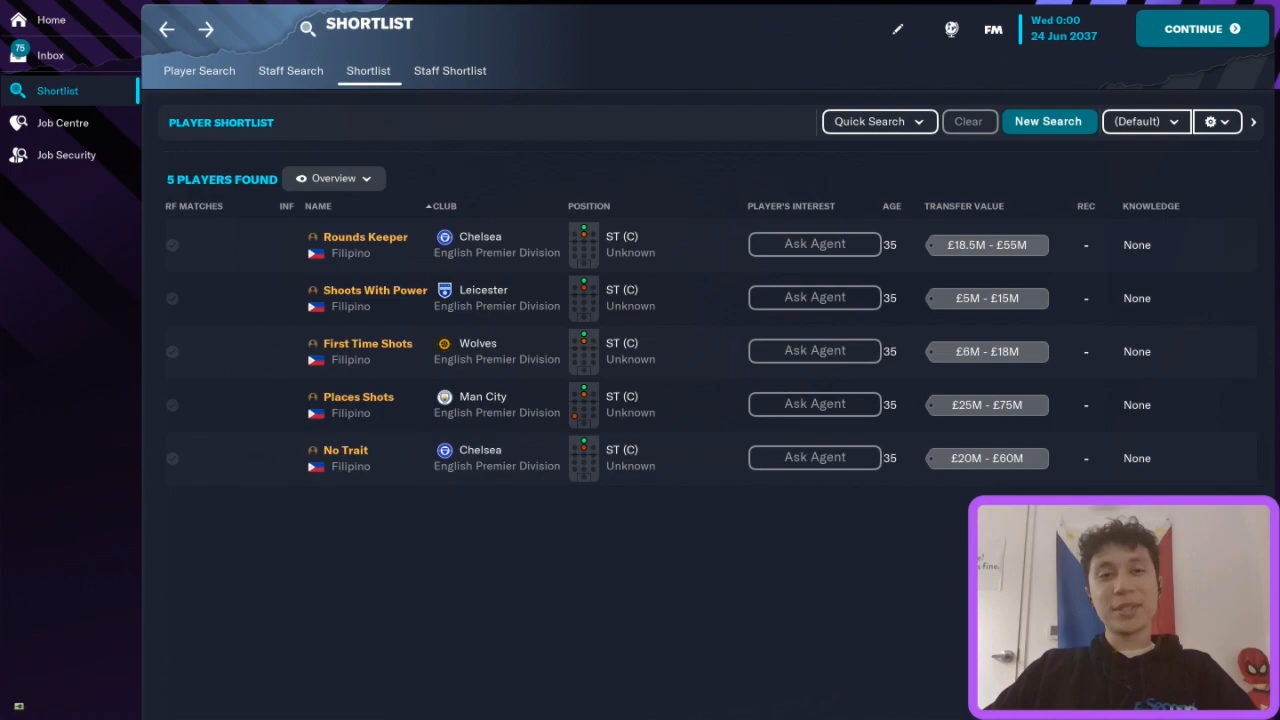 Home
SHORTLIST
FM
Wed 0:00
24 Jun 2037
CONTINUE
75
Inbox
Player Search
Staff Search
Shortlist
Staff Shortlist
Shortlist
Job Centre
Job Security
PLAYER SHORTLIST
Quick Search
Clear
New Search
(Default)
5 PLAYERS FOUND
Overview
RF MATCHES
INF
NAME
CLUB
POSITION
PLAYER'S INTEREST
AGE
TRANSFER VALUE
REC
KNOWLEDGE
Rounds Keeper
Filipino
Chelsea
English Premier Division
ST (C)
Unknown
Ask Agent
35
£18.5M - £55M
-
None
Shoots With Power
Filipino
Leicester
English Premier Division
ST (C)
Unknown
Ask Agent
35
£5M - £15M
-
None
First Time Shots
Filipino
Wolves
English Premier Division
ST (C)
Unknown
Ask Agent
35
£6M - £18M
-
None
Places Shots
Filipino
Man City
English Premier Division
ST (C)
Unknown
Ask Agent
35
£25M - £75M
-
None
No Trait
Filipino
Chelsea
English Premier Division
ST (C)
Unknown
Ask Agent
35
£20M - £60M
-
None
fine.